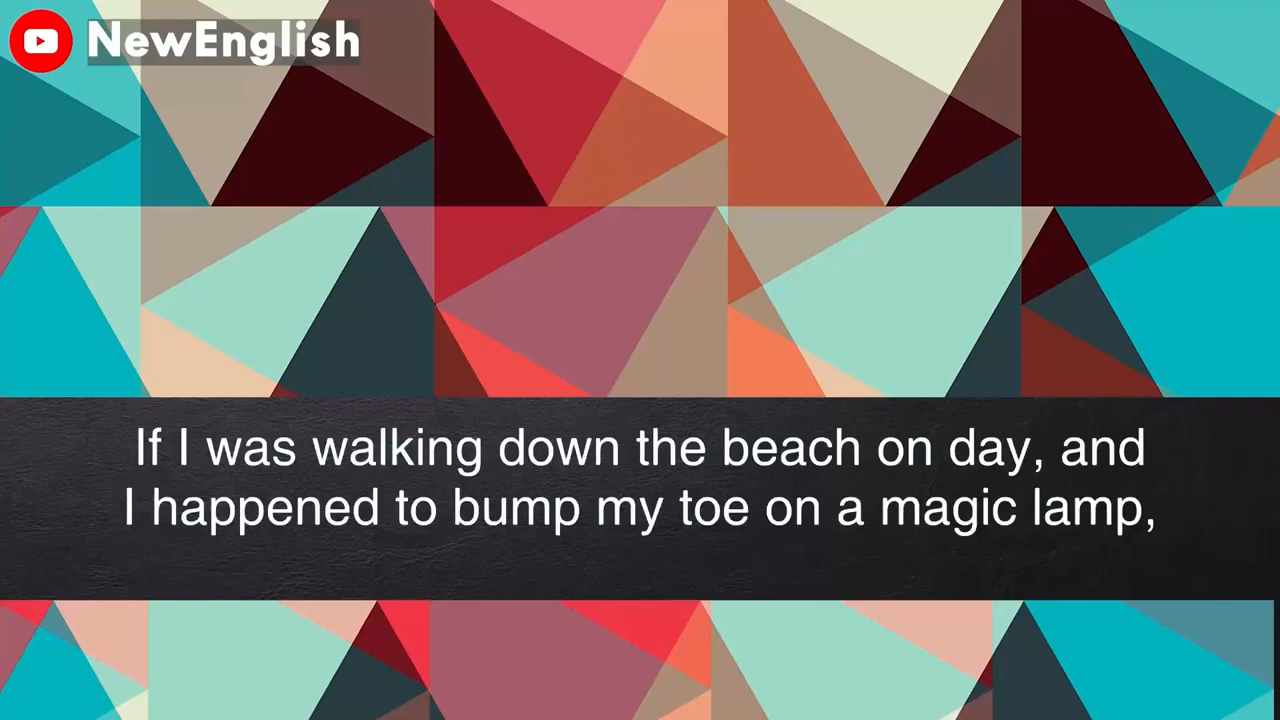 NewEnglish
If I was walking down the beach on day, and
I happened to bump my toe on a magic lamp,